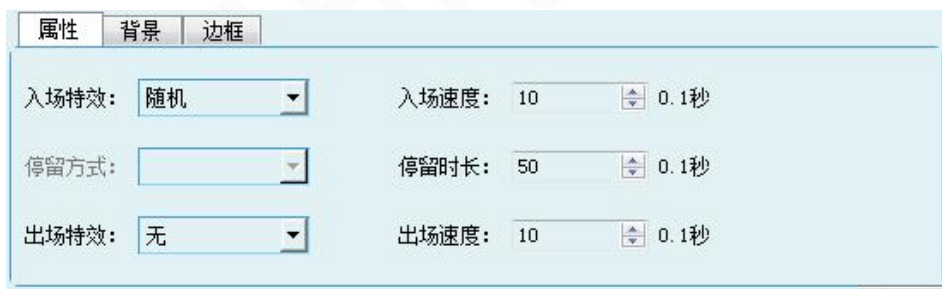 属性 背景 边框
入场特效: 随机 入场速度: 10 0.1秒
停留方式: 停留时长: 50 0.1秒
出场特效: 无 出场速度: 10 0.1秒